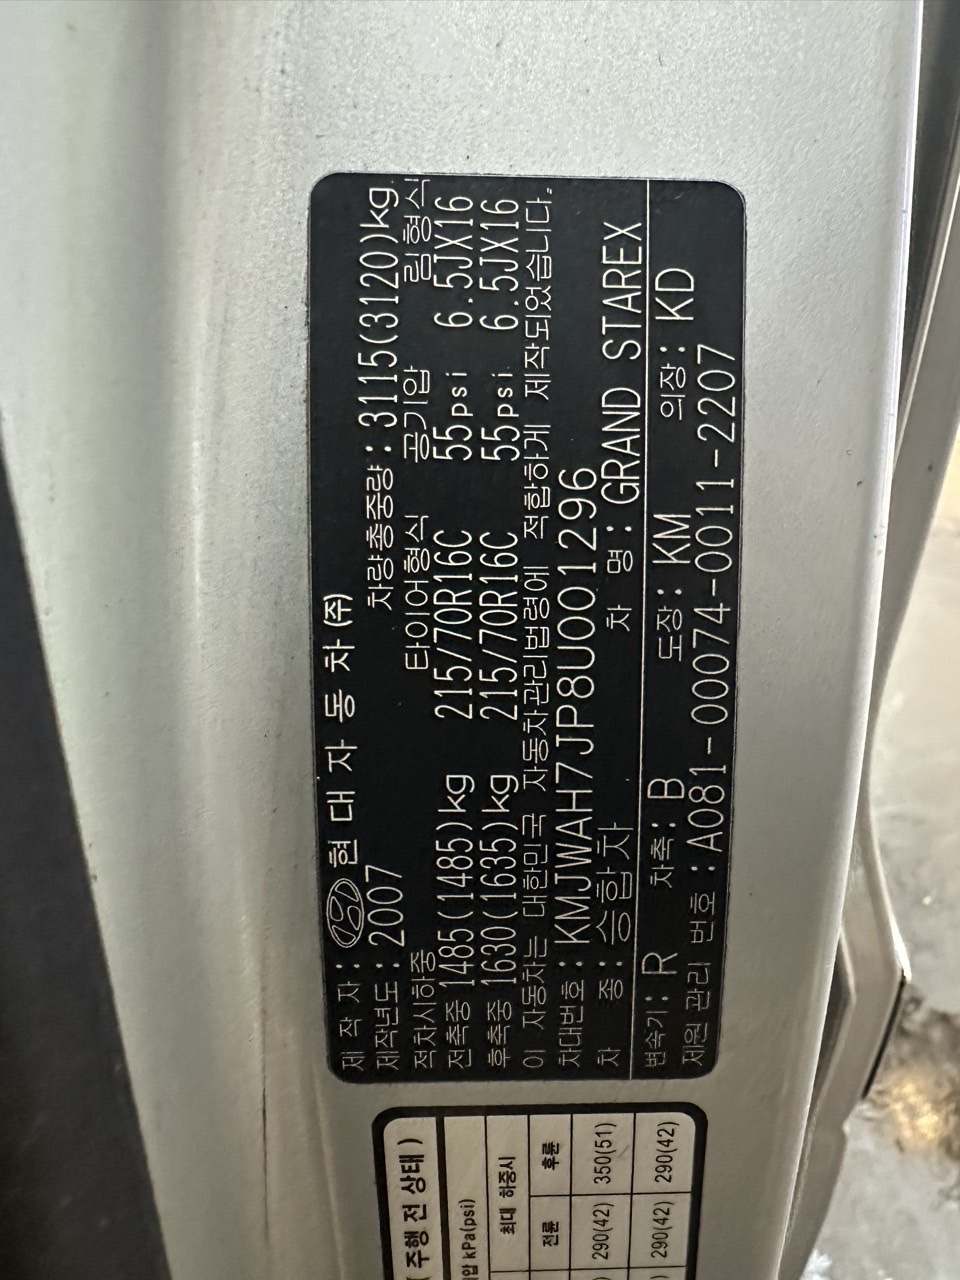 제 작 자 : 현 대 자 동 차 (주)
제작년도 : 2007 차량총중량 : 3115(3120)kg
적차시하중 타이어형식 공기압 림형식
전축중 1485(1485)kg 215/70R16C 55psi 6.5JX16
후축중 1630(1635)kg 215/70R16C 55psi 6.5JX16
이 자동차는 대한민국 자동차관리법령에 적합하게 제작되었습니다.
차대번호 : KMJWAH7JP8U001296
차 종 : 승합차 차 명 : GRAND STAREX
변속기 : R 차축 : B 도장 : KM 의장 : KD
제원 관리 번호 : A081-00074-0011-2207
( 주행 전 상태 )
압 kPa(psi)
최대 하중시
전륜 후륜
290(42) 350(51)
290(42) 290(42)